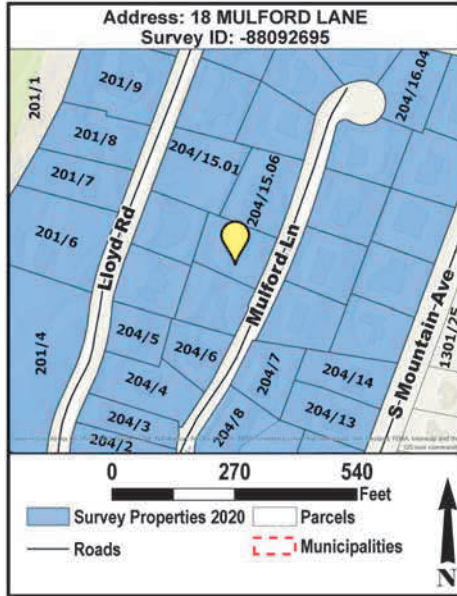 Address: 18 MULFORD LANE
Survey ID: -88092695
201/1
201/9
204/16.04
201/8
204/15.01
201/7
204/15.06
201/6
Lloyd Rd
Mulford Ln
S Mountain Ave
1301/25
201/4
204/5
204/6
204/7
204/14
204/4
204/3
204/8
204/13
204/2
0 270 540
Feet
Survey Properties 2020
Parcels
Roads
Municipalities
N